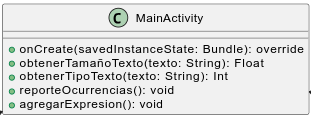 C MainActivity
onCreate(savedInstanceState: Bundle): override
obtenerTamañoTexto(texto: String): Float
obtenerTipoTexto(texto: String): Int
reporteOcurrencias(): void
agregarExpresion(): void